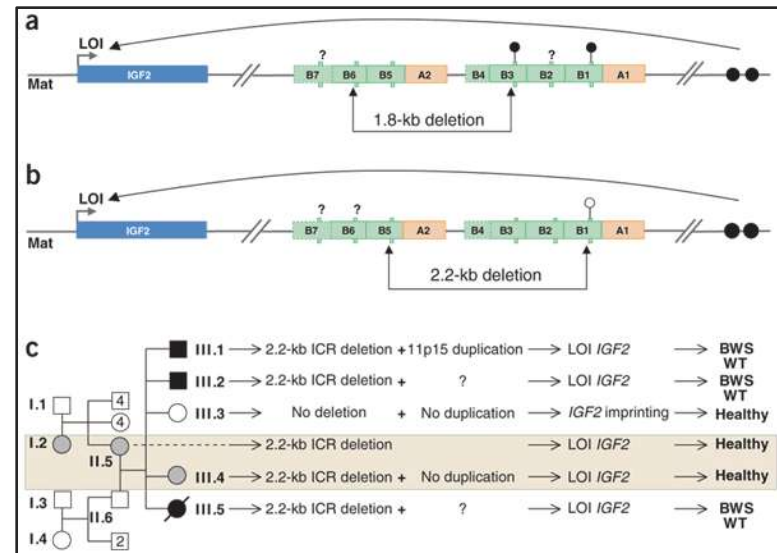 a
LOI
Mat IGF2 B7 ? B6 B5 A2 B4 B3 B2 ? B1 A1
1.8-kb deletion
b
LOI
Mat IGF2 B7 ? B6 ? B5 A2 B4 B3 B2 B1 A1
2.2-kb deletion
c
III.1 2.2-kb ICR deletion + 11p15 duplication LOI IGF2 BWS WT
III.2 2.2-kb ICR deletion + ? LOI IGF2 BWS WT
I.1 4
4 III.3 No deletion + No duplication IGF2 imprinting Healthy
I.2 II.5 2.2-kb ICR deletion LOI IGF2 Healthy
III.4 2.2-kb ICR deletion + No duplication LOI IGF2 Healthy
I.3 II.6
I.4 2 III.5 2.2-kb ICR deletion + ? LOI IGF2 BWS WT